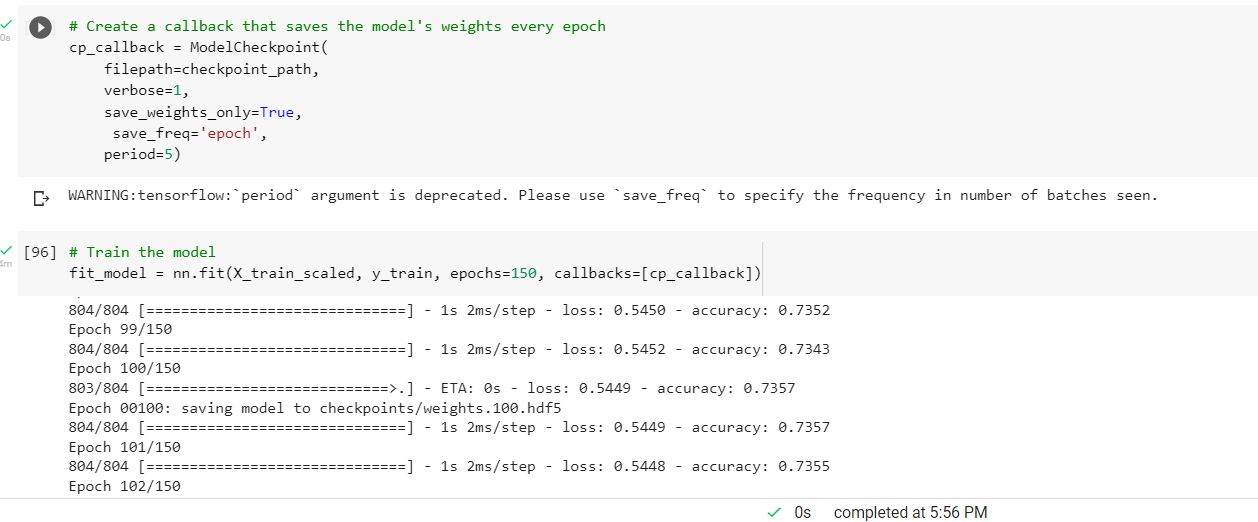 # Create a callback that saves the model's weights every epoch
cp_callback = ModelCheckpoint(
    filepath=checkpoint_path,
    verbose=1,
    save_weights_only=True,
     save_freq='epoch',
    period=5)
0s
WARNING:tensorflow:`period` argument is deprecated. Please use `save_freq` to specify the frequency in number of batches seen.
[96] # Train the model
fit_model = nn.fit(X_train_scaled, y_train, epochs=150, callbacks=[cp_callback])
804/804 [==============================] - 1s 2ms/step - loss: 0.5450 - accuracy: 0.7352
Epoch 99/150
804/804 [==============================] - 1s 2ms/step - loss: 0.5452 - accuracy: 0.7343
Epoch 100/150
803/804 [============================>.] - ETA: 0s - loss: 0.5449 - accuracy: 0.7357
Epoch 00100: saving model to checkpoints/weights.100.hdf5
804/804 [==============================] - 1s 2ms/step - loss: 0.5449 - accuracy: 0.7357
Epoch 101/150
804/804 [==============================] - 1s 2ms/step - loss: 0.5448 - accuracy: 0.7355
Epoch 102/150
0s completed at 5:56 PM